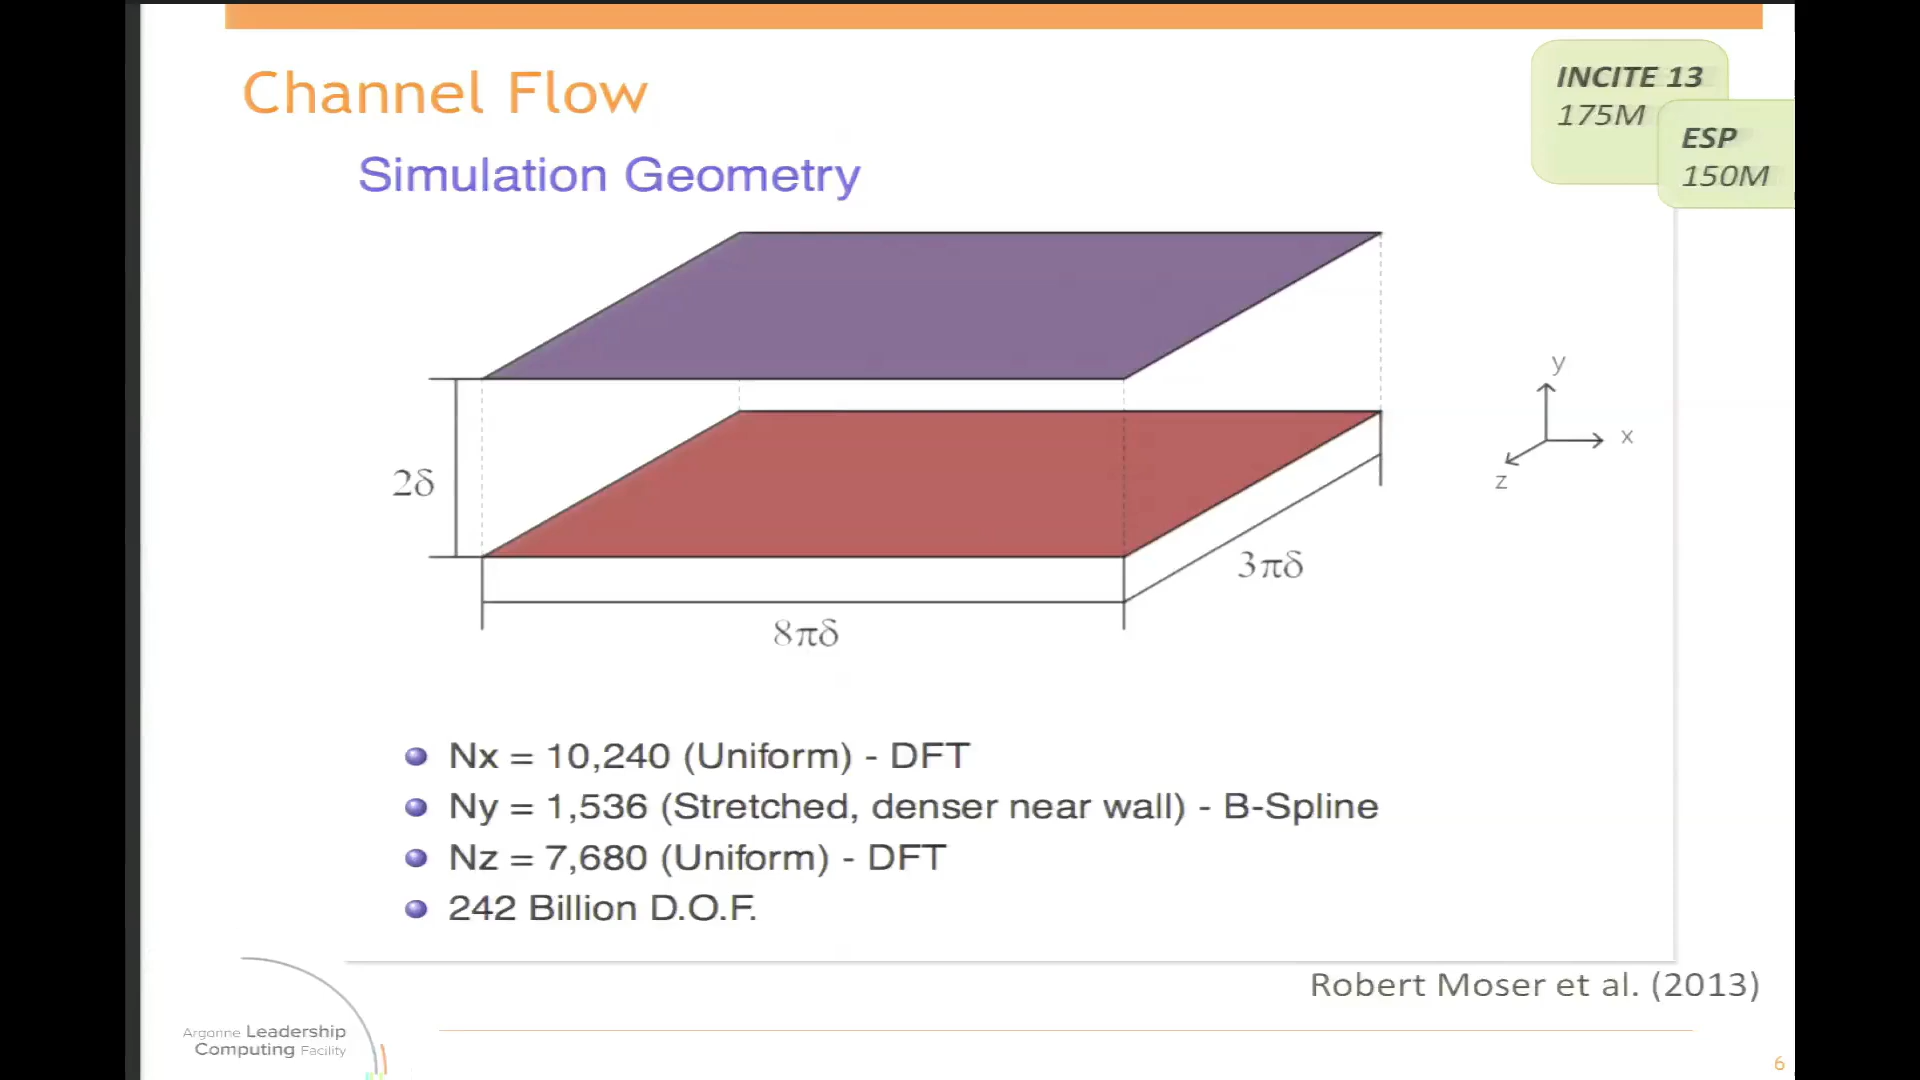 Channel Flow
INCITE 13
175M
ESP
150M
Simulation Geometry
y
x
z
2δ
3πδ
8πδ
Nx = 10,240 (Uniform) - DFT
Ny = 1,536 (Stretched, denser near wall) - B-Spline
Nz = 7,680 (Uniform) - DFT
242 Billion D.O.F.
Robert Moser et al. (2013)
Argonne Leadership
Computing Facility
6